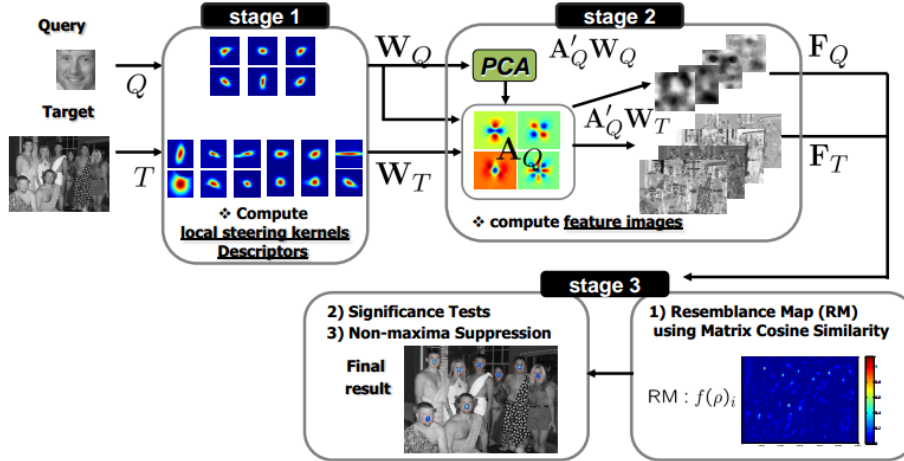 stage 1
stage 2
Query
Q
Target
T
❖ Compute
local steering kernels
Descriptors
W_Q
W_T
PCA
A'_Q W_Q
A_Q
A'_Q W_T
❖ compute feature images
F_Q
F_T
stage 3
2) Significance Tests
3) Non-maxima Suppression
Final
result
1) Resemblance Map (RM)
using Matrix Cosine Similarity
RM : f(ρ)_i